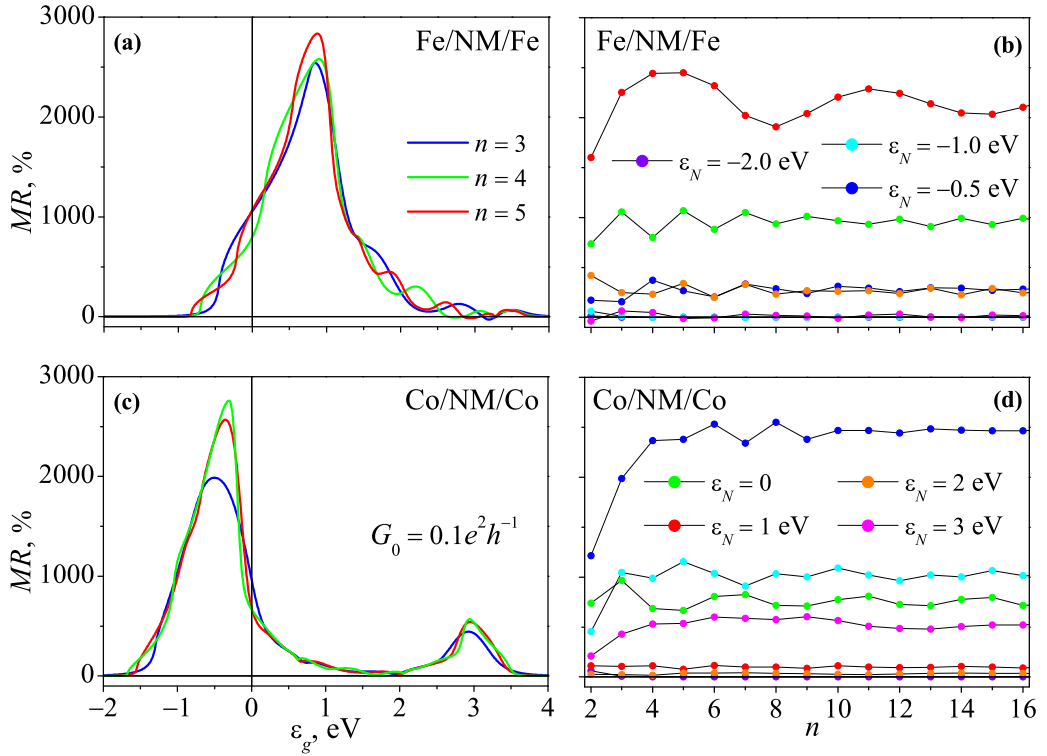 3000
2000
1000
0
MR, %
(a)
Fe/NM/Fe
n = 3
n = 4
n = 5
Fe/NM/Fe
(b)
ε_N = −2.0 eV
ε_N = −1.0 eV
ε_N = −0.5 eV
3000
2000
1000
0
MR, %
(c)
Co/NM/Co
G_0 = 0.1e^2h^−1
−2
−1
0
1
2
3
4
ε_g, eV
Co/NM/Co
(d)
ε_N = 0
ε_N = 2 eV
ε_N = 1 eV
ε_N = 3 eV
2
4
6
8
10
12
14
16
n